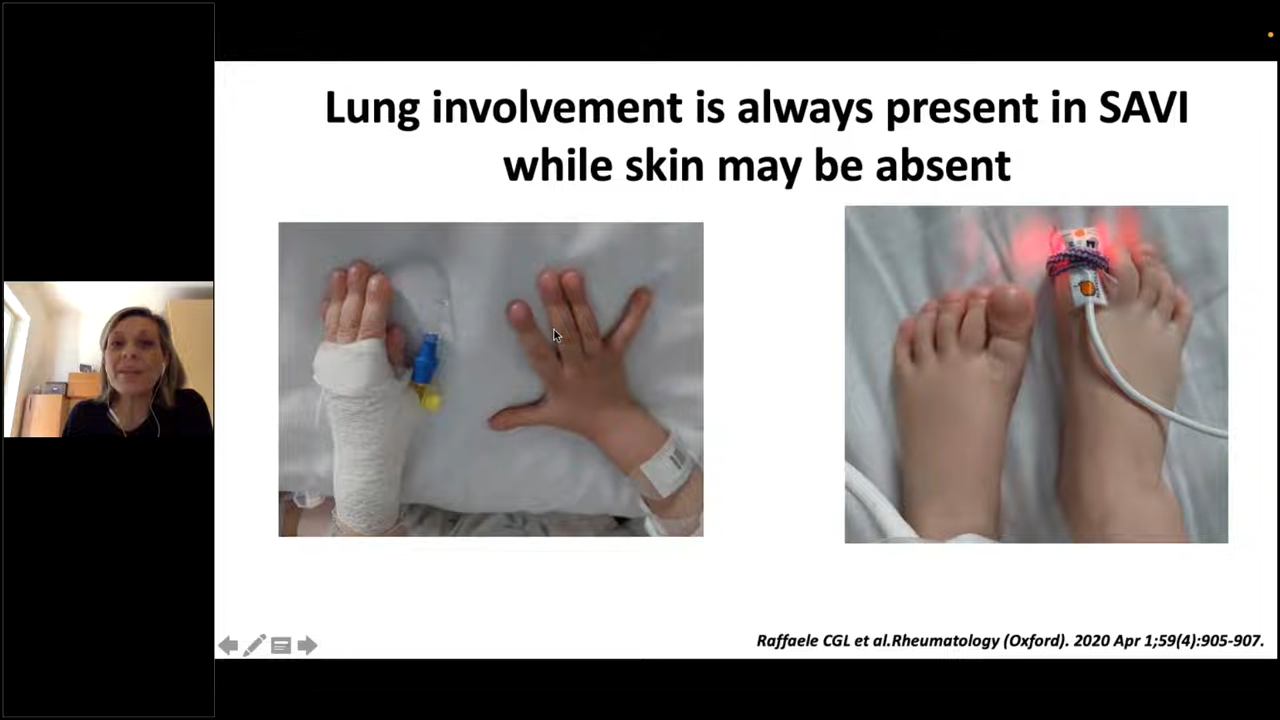 Lung involvement is always present in SAVI
while skin may be absent
Raffaele CGL et al.Rheumatology (Oxford). 2020 Apr 1;59(4):905-907.